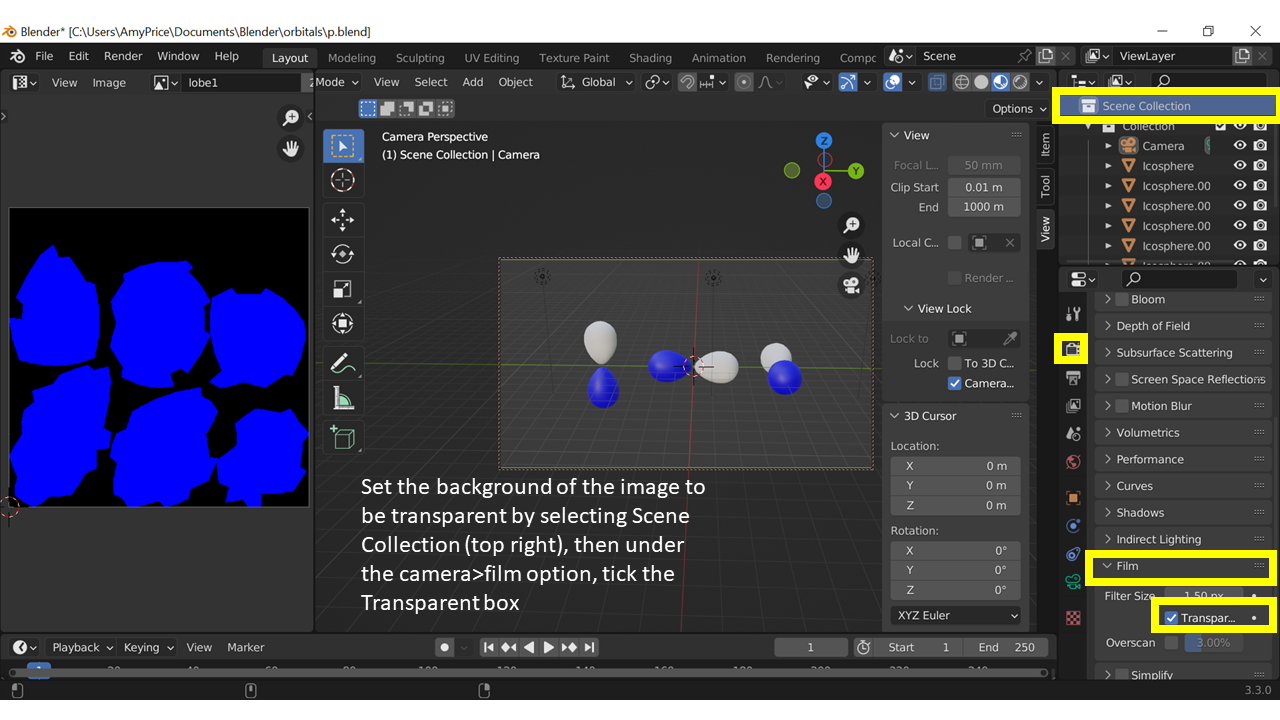 Blender* [C:\Users\AmyPrice\Documents\Blender\orbitals\p.blend]
File Edit Render Window Help Layout Modeling Sculpting UV Editing Texture Paint Shading Animation Rendering Compc Scene ViewLayer
View Image lobe1 2 Mode View Select Add Object Global
Options
Scene Collection
Collection
Camera
Icosphere
Icosphere.00
Icosphere.00
Icosphere.00
Icosphere.00
Camera Perspective
(1) Scene Collection | Camera
Z
Y
X
View
Focal L... 50 mm
Clip Start 0.01 m
End 1000 m
Local C...
Render ...
View Lock
Lock to
Lock To 3D C...
Camera...
3D Cursor
Location:
X 0 m
Y 0 m
Z 0 m
Rotation:
X 0°
Y 0°
Z 0°
XYZ Euler
Item
Tool
View
Bloom
Depth of Field
Subsurface Scattering
Screen Space Reflections
Motion Blur
Volumetrics
Performance
Curves
Shadows
Indirect Lighting
Film
Filter Size 1.50 px
Transpar...
Overscan 3.00%
Simplify
Set the background of the image to
be transparent by selecting Scene
Collection (top right), then under
the camera>film option, tick the
Transparent box
Playback Keying View Marker 1 Start 1 End 250
1
3.3.0